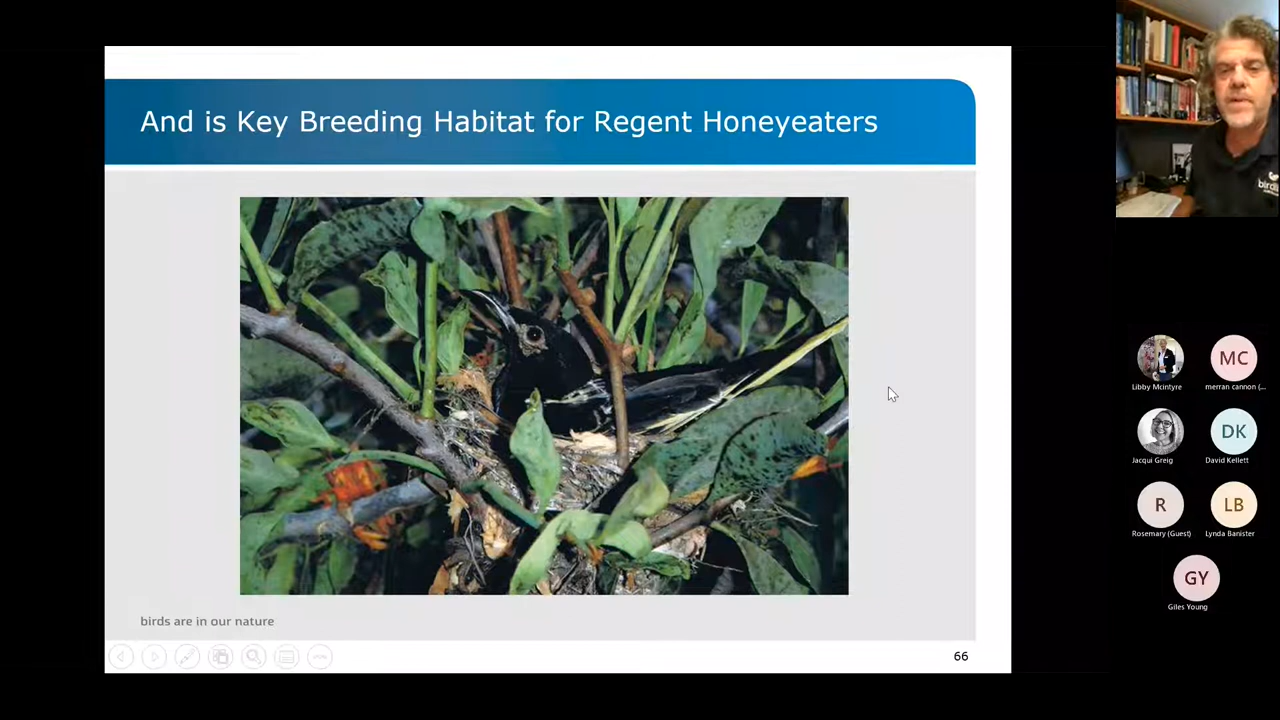 And is Key Breeding Habitat for Regent Honeyeaters
birds are in our nature
66
Libby Mcintyre
MC
merran cannon (...
Jacqui Greig
DK
David Kellett
R
Rosemary (Guest)
LB
Lynda Banister
GY
Giles Young